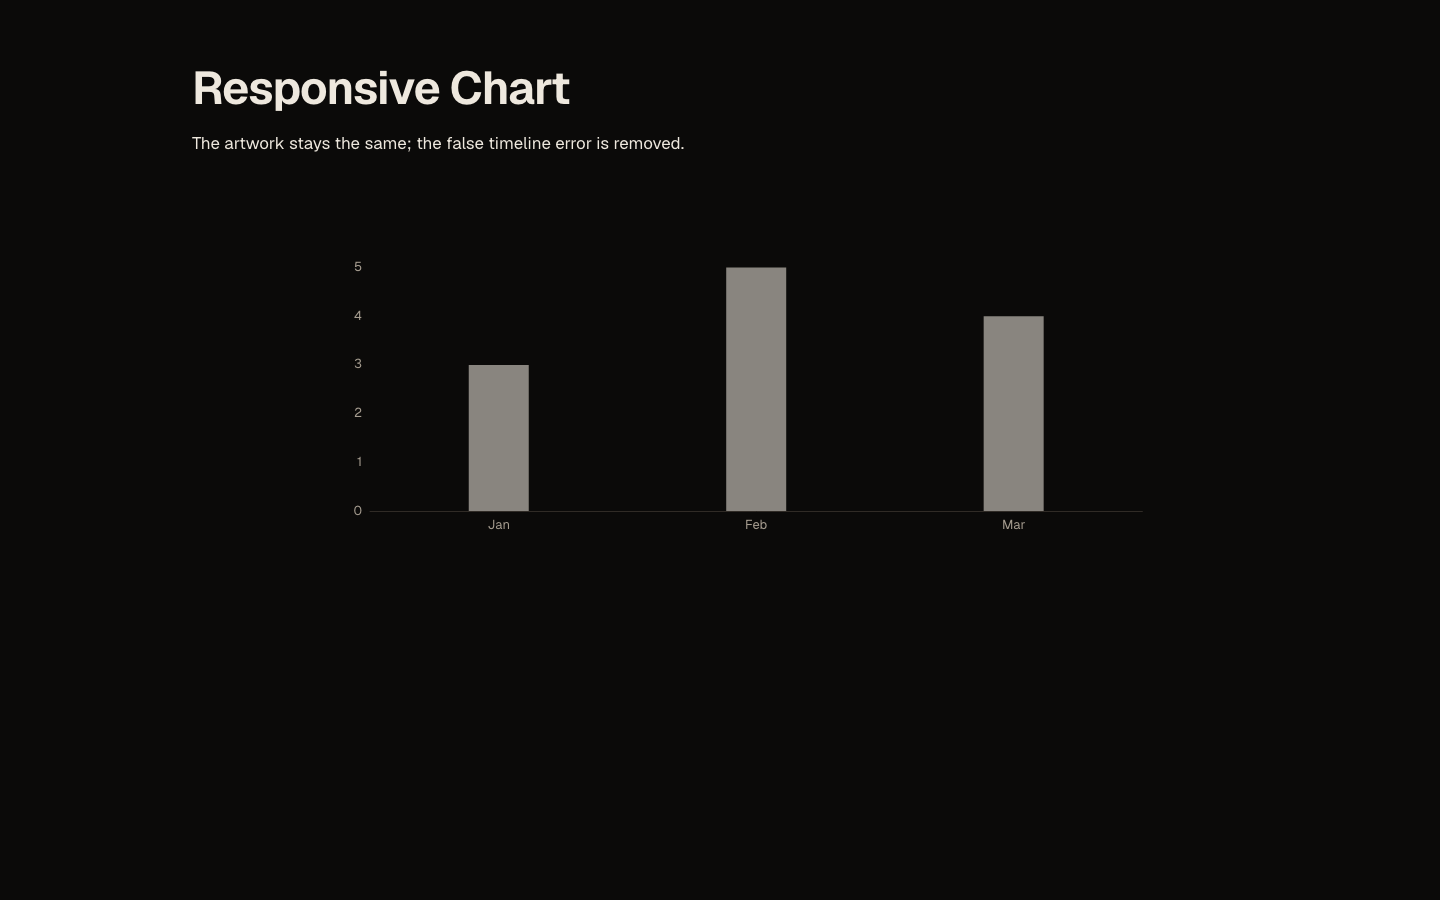 Responsive Chart
The artwork stays the same; the false timeline error is removed.
5
4
3
2
1
0
Jan Feb Mar